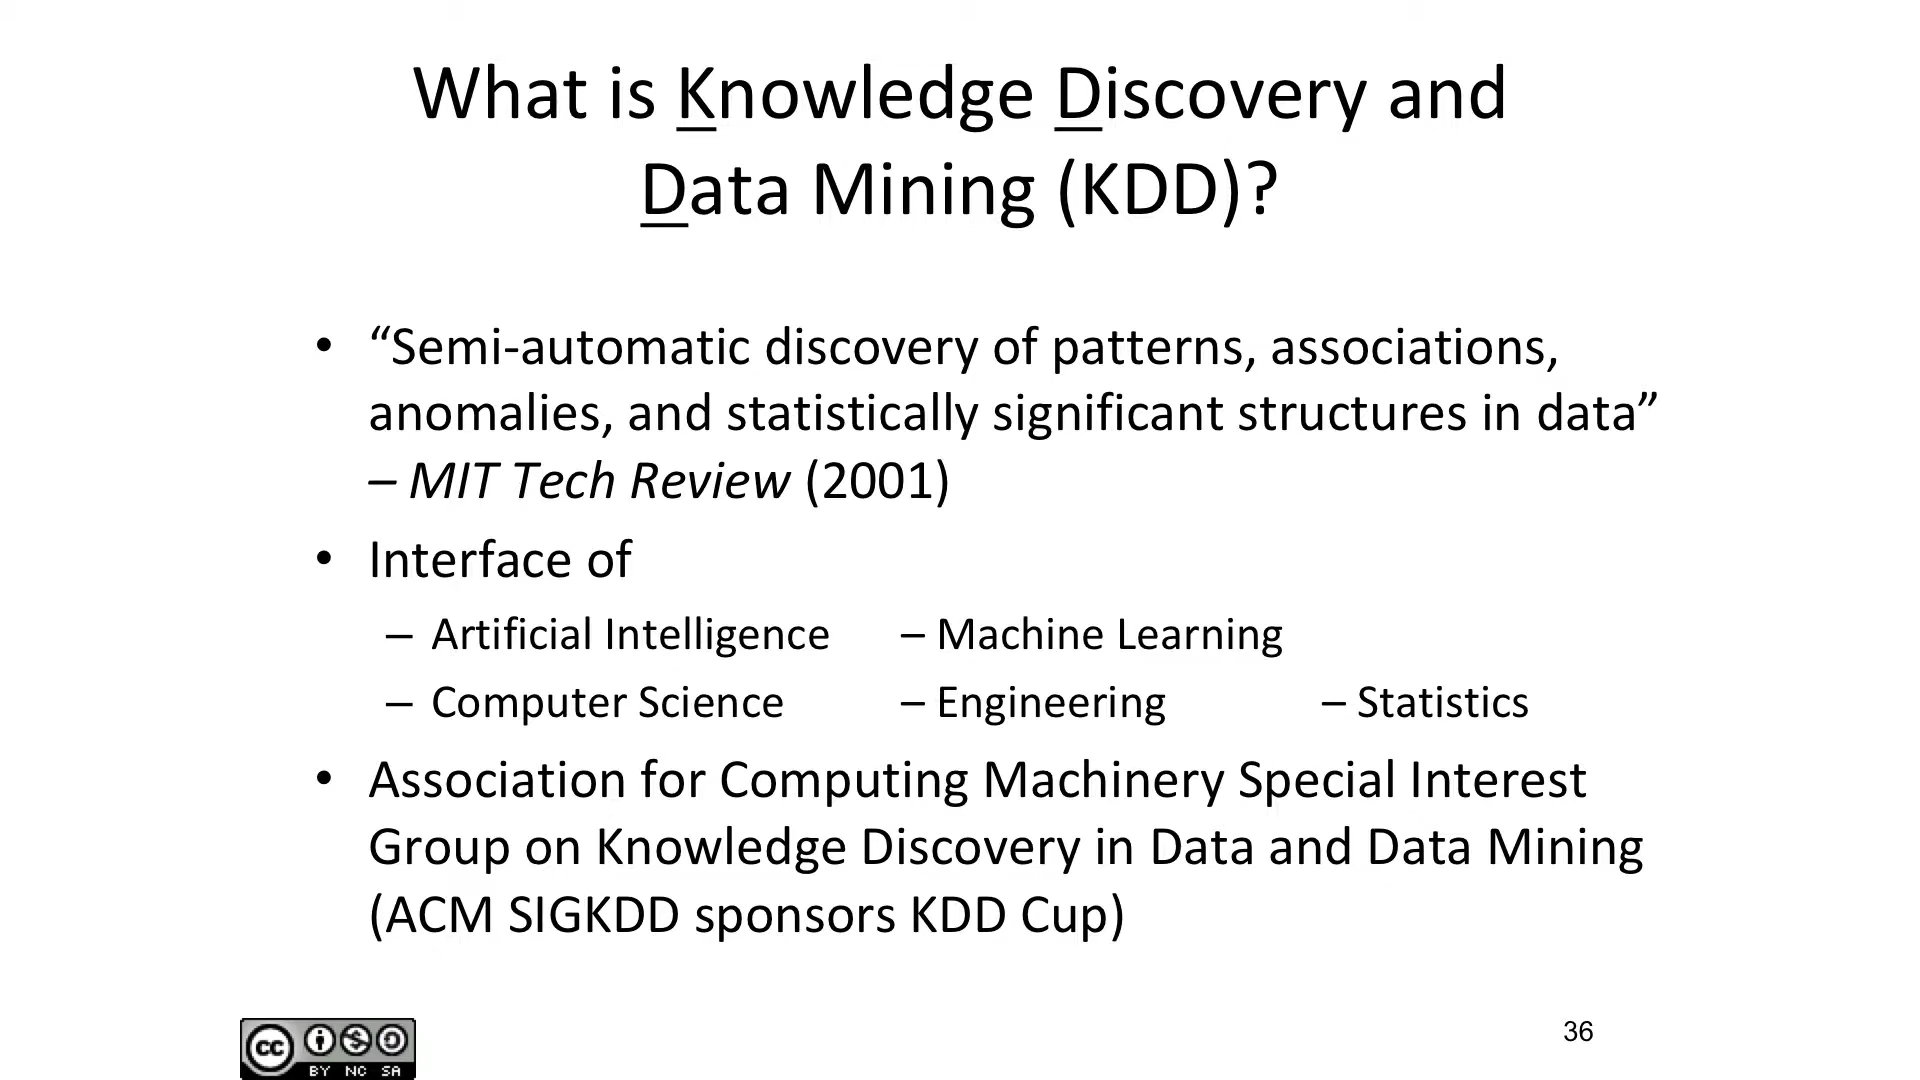 What is Knowledge Discovery and
Data Mining (KDD)?
• “Semi-automatic discovery of patterns, associations,
anomalies, and statistically significant structures in data”
– MIT Tech Review (2001)
• Interface of
– Artificial Intelligence – Machine Learning
– Computer Science – Engineering – Statistics
• Association for Computing Machinery Special Interest
Group on Knowledge Discovery in Data and Data Mining
(ACM SIGKDD sponsors KDD Cup)
36
cc
BY NC SA